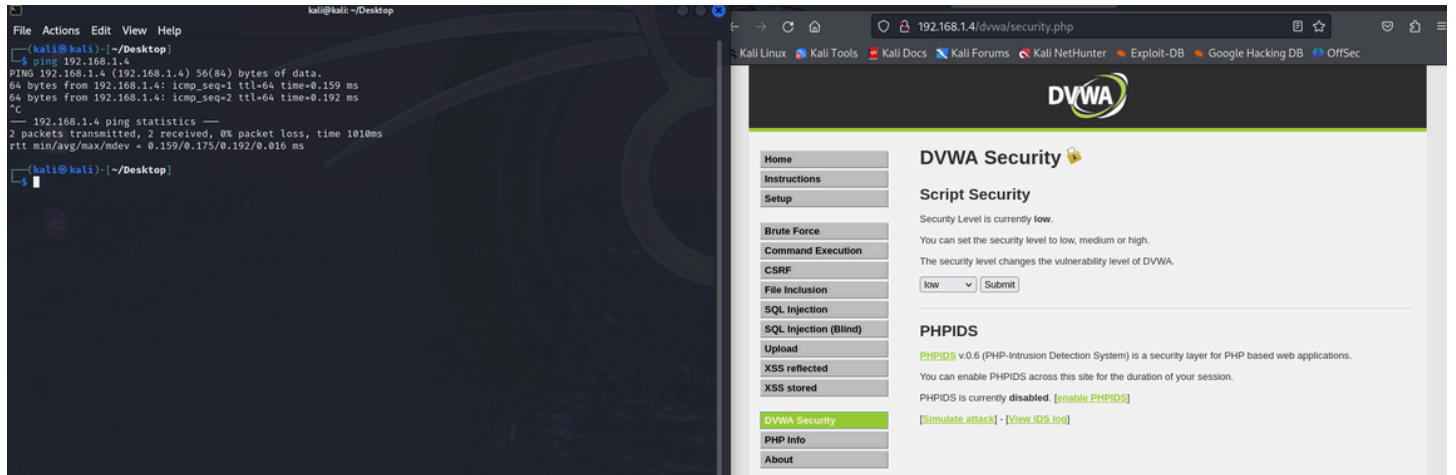 kali@kali: ~/Desktop
File Actions Edit View Help
(kali㉿kali)-[~/Desktop]
$ ping 192.168.1.4
PING 192.168.1.4 (192.168.1.4) 56(84) bytes of data.
64 bytes from 192.168.1.4: icmp_seq=1 ttl=64 time=0.159 ms
64 bytes from 192.168.1.4: icmp_seq=2 ttl=64 time=0.192 ms
^C
— 192.168.1.4 ping statistics —
2 packets transmitted, 2 received, 0% packet loss, time 1010ms
rtt min/avg/max/mdev = 0.159/0.175/0.192/0.016 ms
(kali㉿kali)-[~/Desktop]
$
192.168.1.4/dvwa/security.php
Kali Linux Kali Tools Kali Docs Kali Forums Kali NetHunter Exploit-DB Google Hacking DB OffSec
DVWA
Home
Instructions
Setup
Brute Force
Command Execution
CSRF
File Inclusion
SQL Injection
SQL Injection (Blind)
Upload
XSS reflected
XSS stored
DVWA Security
PHP Info
About
DVWA Security
Script Security
Security Level is currently low.
You can set the security level to low, medium or high.
The security level changes the vulnerability level of DVWA.
low Submit
PHPIDS
PHPIDS v.0.6 (PHP-Intrusion Detection System) is a security layer for PHP based web applications.
You can enable PHPIDS across this site for the duration of your session.
PHPIDS is currently disabled. [enable PHPIDS]
[Simulate attack] - [View IDS log]